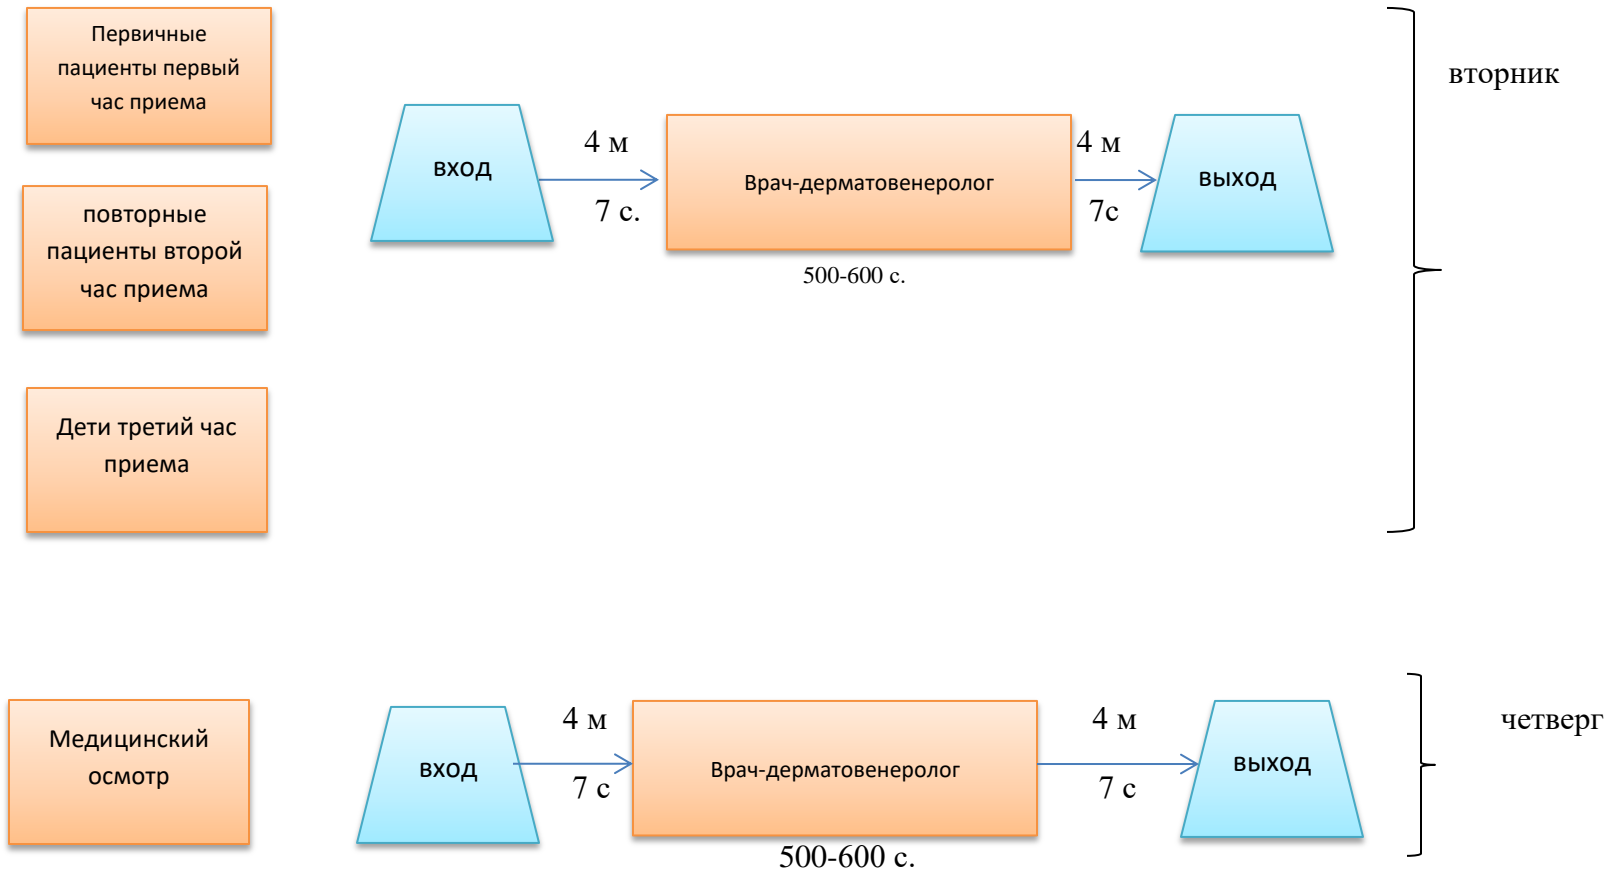 Первичные
пациенты первый
час приема
вторник
вход
4 м
7 с.
Врач-дерматовенеролог
500-600 с.
4 м
7с
выход
повторные
пациенты второй
час приема
Дети третий час
приема
Медицинский
осмотр
вход
4 м
7 с
Врач-дерматовенеролог
500-600 с.
4 м
7 с
выход
четверг